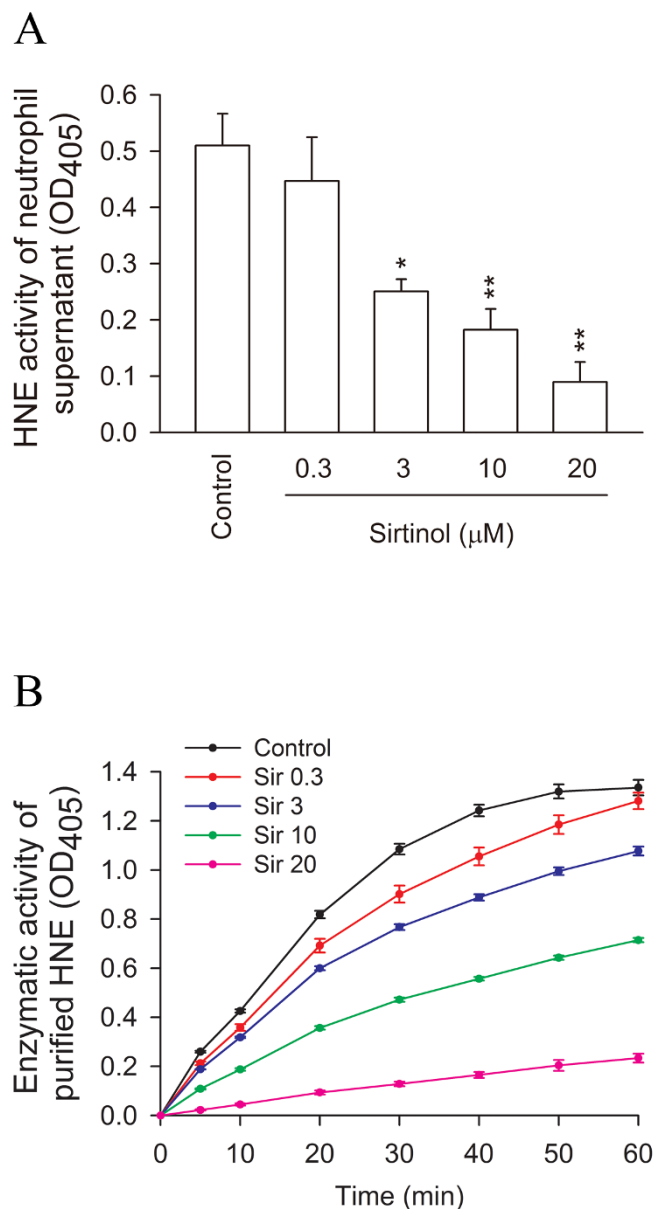 A
HNE activity of neutrophil
supernatant (OD405)
0.6
0.5
0.4
0.3
0.2
0.1
0.0
*
**
**
Control
0.3 3 10 20
Sirtinol (μM)
B
Enzymatic activity of
purified HNE (OD405)
Control
Sir 0.3
Sir 3
Sir 10
Sir 20
1.4
1.2
1.0
0.8
0.6
0.4
0.2
0.0
0 10 20 30 40 50 60
Time (min)